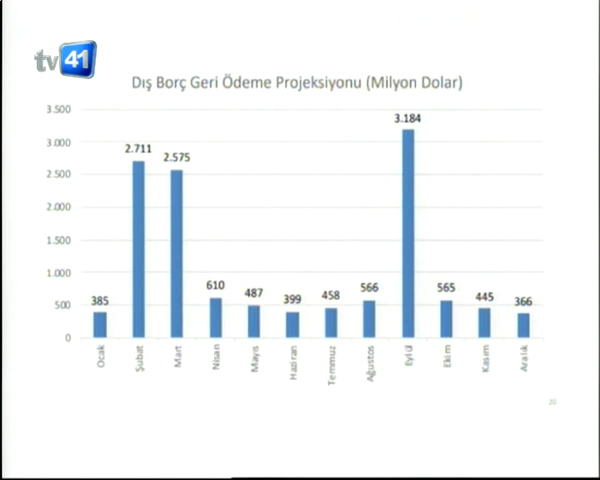 tv41
Dış Borç Geri Ödeme Projeksiyonu (Milyon Dolar)
3.500
3.000
2.500
2.000
1.500
1.000
500
0
385
2.711
2.575
610
487
399
458
566
3.184
565
445
366
Ocak
Şubat
Mart
Nisan
Mayıs
Haziran
Temmuz
Ağustos
Eylül
Ekim
Kasım
Aralık
20